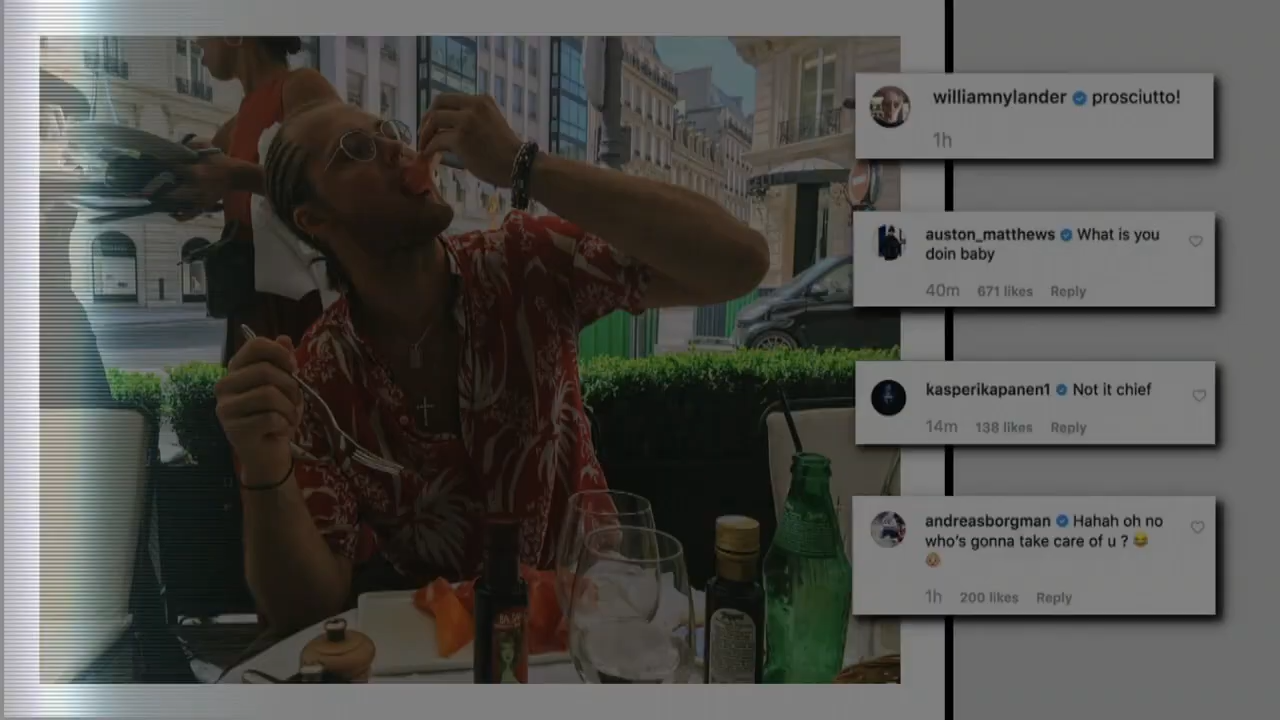 williamnylander prosciutto!
1h
auston_matthews What is you
doin baby
40m 671 likes Reply
kasperikapanen1 Not it chief
14m 138 likes Reply
andreasborgman Hahah oh no
who's gonna take care of u ? 😂
1h 200 likes Reply